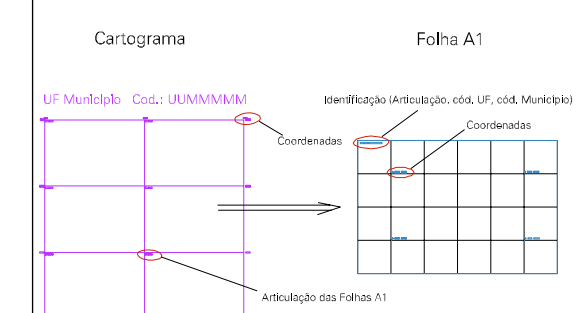 Cartograma
Folha A1
UF Município Cod.: UUMMMMM
Identificação (Articulação, cód, UF, cód, Município)
Coordenadas
Coordenadas
Articulação das Folhas A1